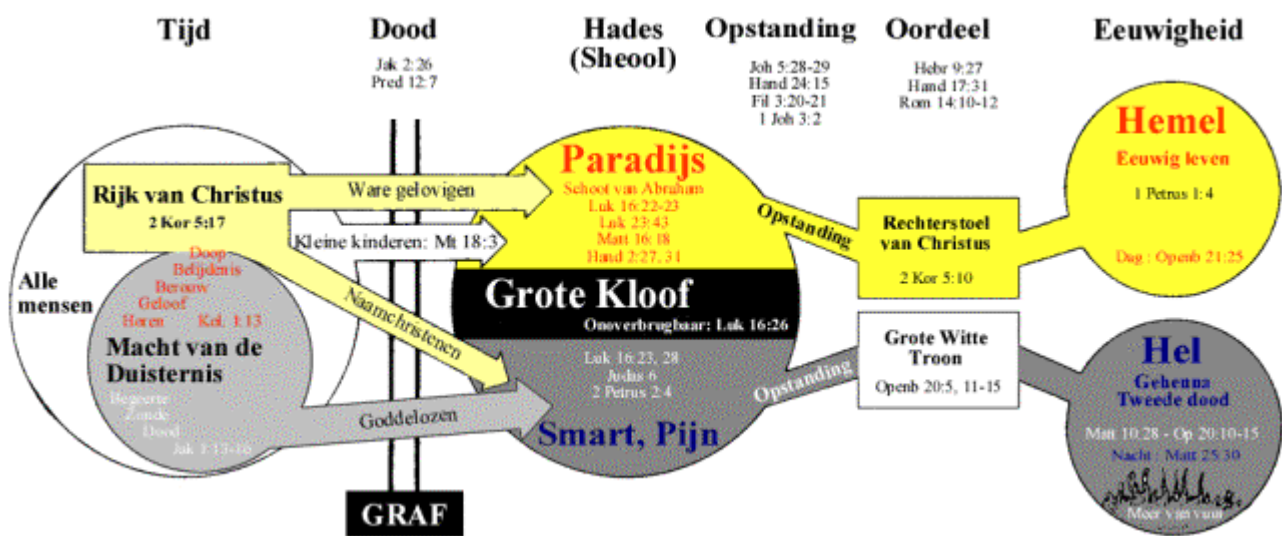 Tijd
Dood
Jak 2:26
Pred 12:7
Hades
(Sheool)
Opstanding
Joh 5:28-29
Hand 24:15
Fil 3:20-21
1 Joh 3:2
Oordeel
Hebr 9:27
Hand 17:31
Rom 14:10-12
Eeuwigheid
Rijk van Christus
2 Kor 5:17
Doop
Belijdenis
Berouw
Geloof
Horen Kol. 1:13
Alle
mensen
Macht van de
Duisternis
Begeerte
Zonde
Dood
Jak 1:13-16
Ware gelovigen
Kleine kinderen: Mt 18:3
Naamchristenen
Goddelozen
GRAF
Paradijs
Schoot van Abraham
Luk 16:22-23
Luk 23:43
Matt 16:18
Hand 2:27, 31
Grote Kloof
Onoverbrugbaar: Luk 16:26
Luk 16:23, 28
Judas 6
2 Petrus 2:4
Smart, Pijn
Opstanding
Rechterstoel
van Christus
2 Kor 5:10
Opstanding
Grote Witte
Troon
Openb 20:5, 11-15
Hemel
Eeuwig leven
1 Petrus 1:4
Dag : Openb 21:25
Hel
Gehenna
Tweede dood
Matt 10:28 - Op 20:10-15
Nacht : Matt 25:30
Meer van vuur